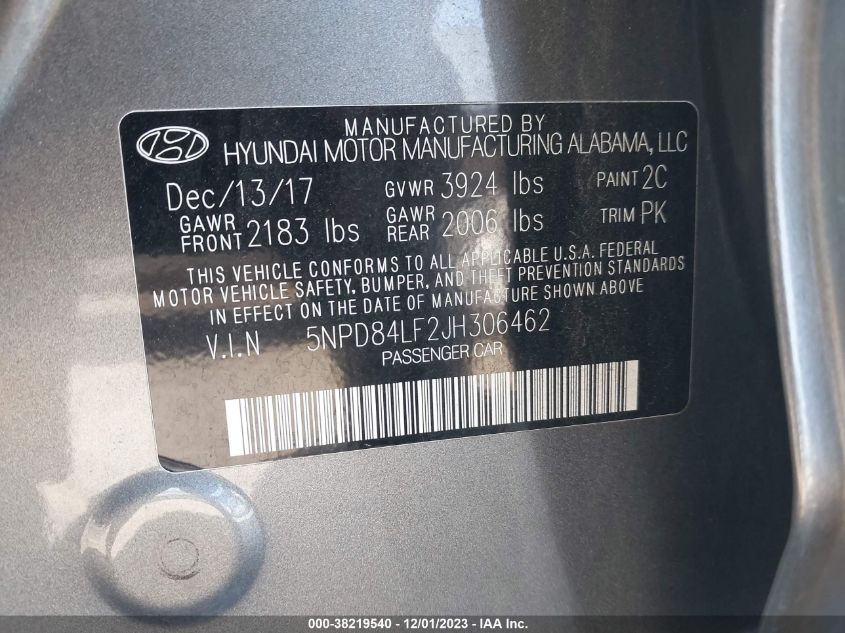 MANUFACTURED BY
HYUNDAI MOTOR MANUFACTURING ALABAMA, LLC
Dec/13/17 GVWR 3924 lbs PAINT 2C
GAWR FRONT 2183 lbs GAWR REAR 2006 lbs TRIM PK
THIS VEHICLE CONFORMS TO ALL APPLICABLE U.S.A. FEDERAL
MOTOR VEHICLE SAFETY, BUMPER, AND THEFT PREVENTION STANDARDS
IN EFFECT ON THE DATE OF MANUFACTURE SHOWN ABOVE
V.I.N 5NPD84LF2JH306462
PASSENGER CAR
000-38219540 - 12/01/2023 - IAA Inc.